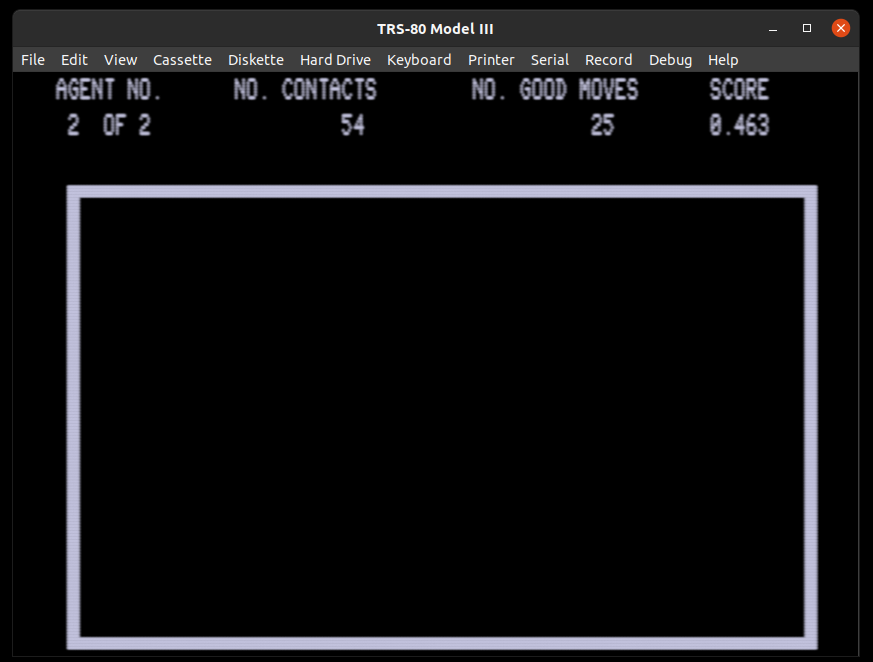 TRS-80 Model III
File Edit View Cassette Diskette Hard Drive Keyboard Printer Serial Record Debug Help
AGENT NO. NO. CONTACTS NO. GOOD MOVES SCORE
2 OF 2 54 25 0.463